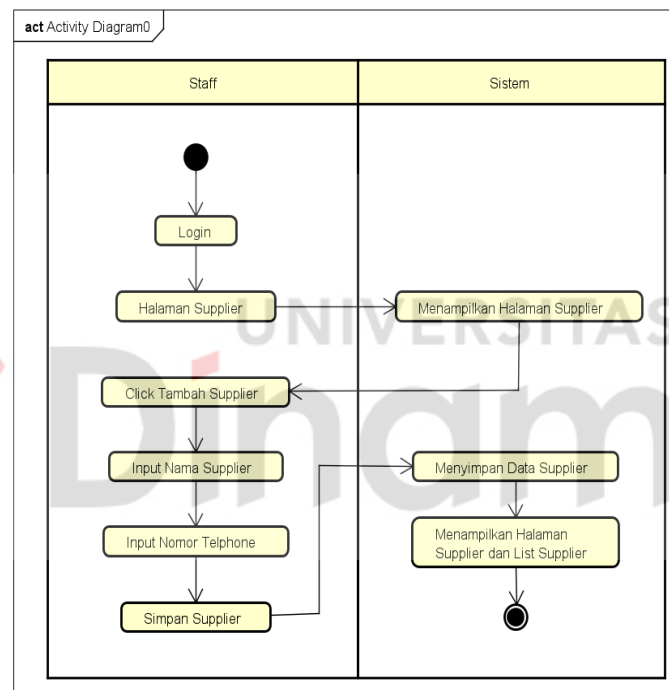 act Activity Diagram0
Staff
Sistem
Login
Halaman Supplier
Menampilkan Halaman Supplier
UNIVERSITAS
Click Tambah Supplier
Dinam
Input Nama Supplier
Menyimpan Data Supplier
Input Nomor Telphone
Menampilkan Halaman
Supplier dan List Supplier
Simpan Supplier